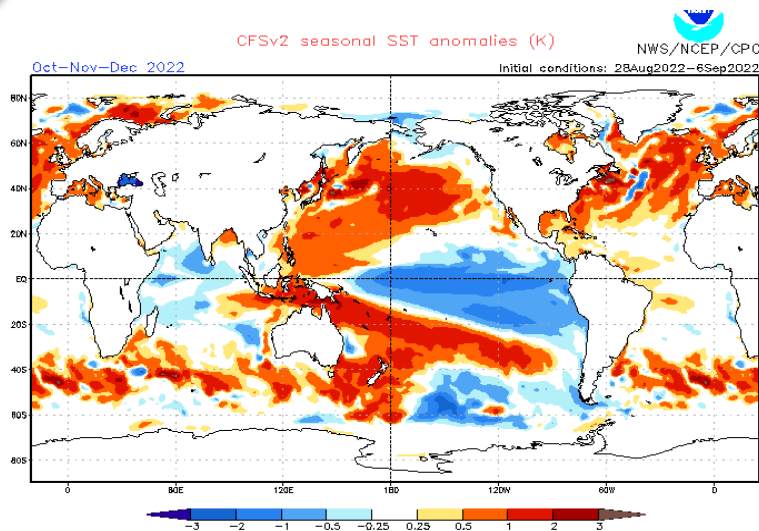 CFSv2 seasonal SST anomalies (K)
NWS/NCEP/CPC
Oct-Nov-Dec 2022
Initial conditions: 28Aug2022-6Sep2022
80N
60N
40N
20N
EQ
20S
40S
60S
80S
0 60E 120E 180 120W 60W 0
-3 -2 -1 -0.5 -0.25 0.25 0.5 1 2 3